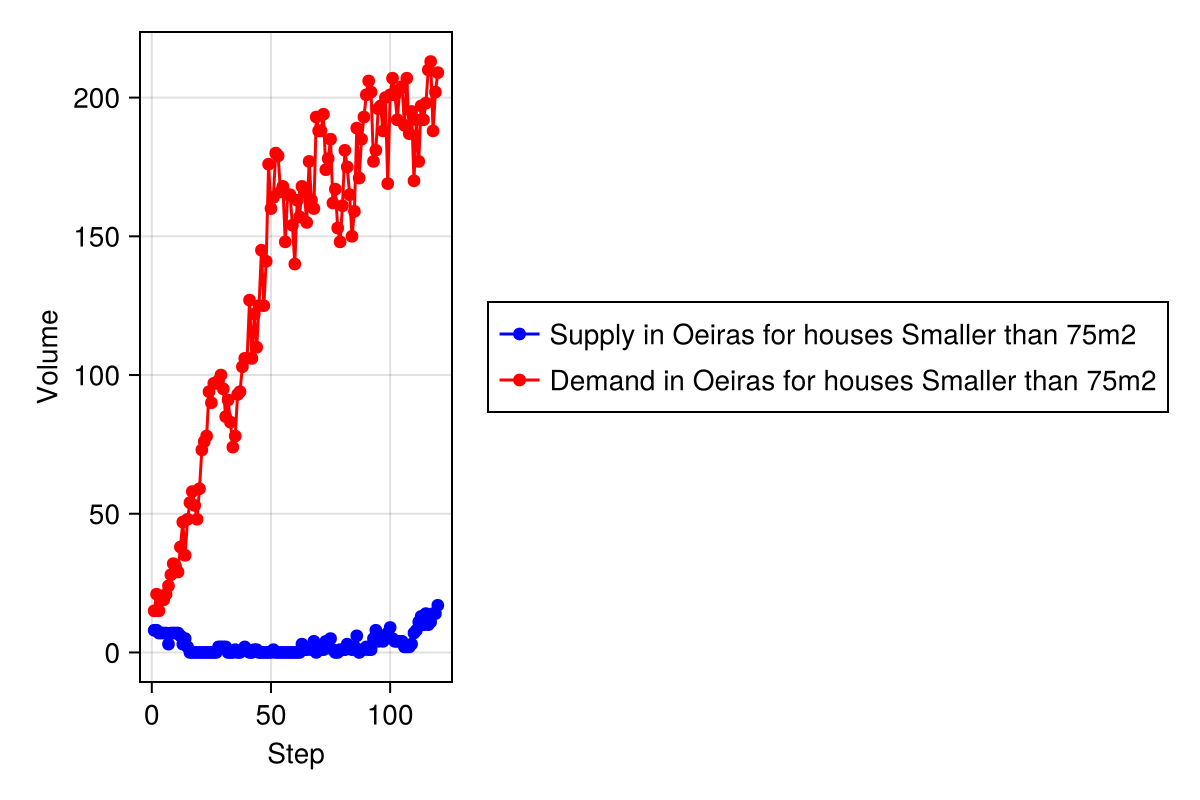 200
150
100
50
0
Volume
0 50 100
Step
Supply in Oeiras for houses Smaller than 75m2
Demand in Oeiras for houses Smaller than 75m2